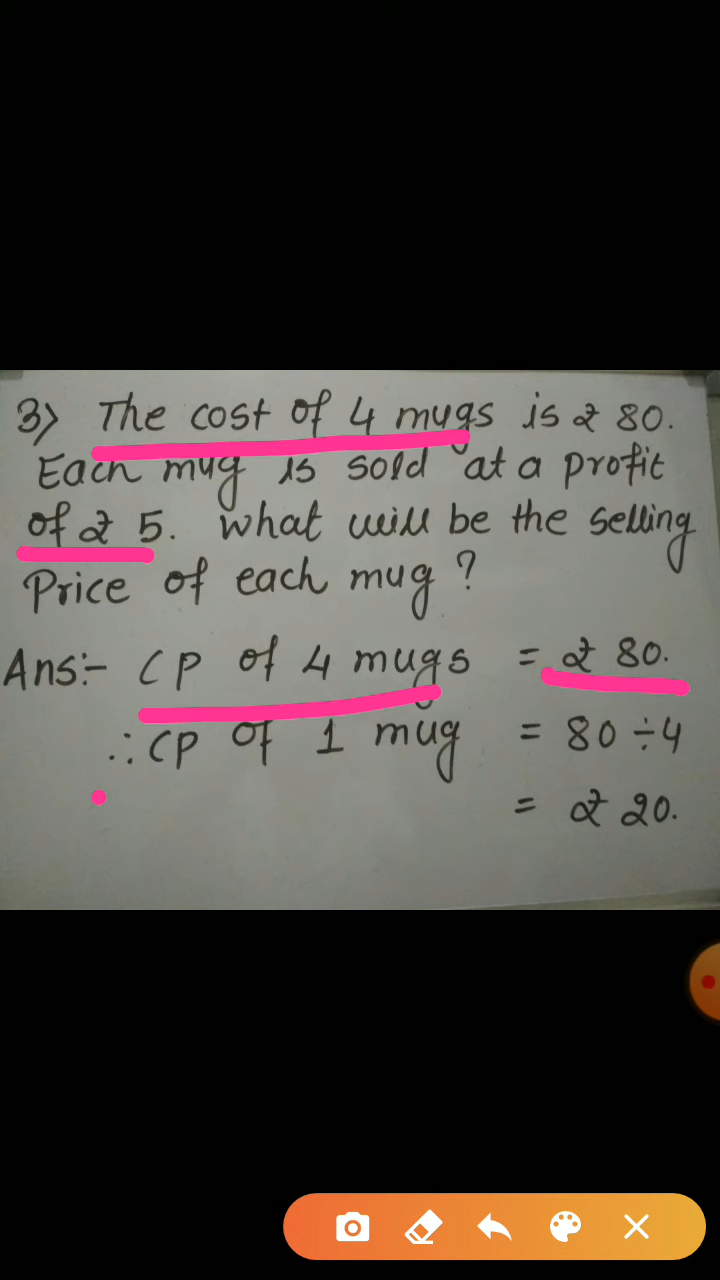 3) The cost of 4 mugs is ₹ 80.
Each mug is sold at a profit
of ₹ 5. What will be the selling
Price of each mug ?
Ans:- CP of 4 mugs = ₹ 80.
∴ CP of 1 mug = 80 ÷ 4
= ₹ 20.